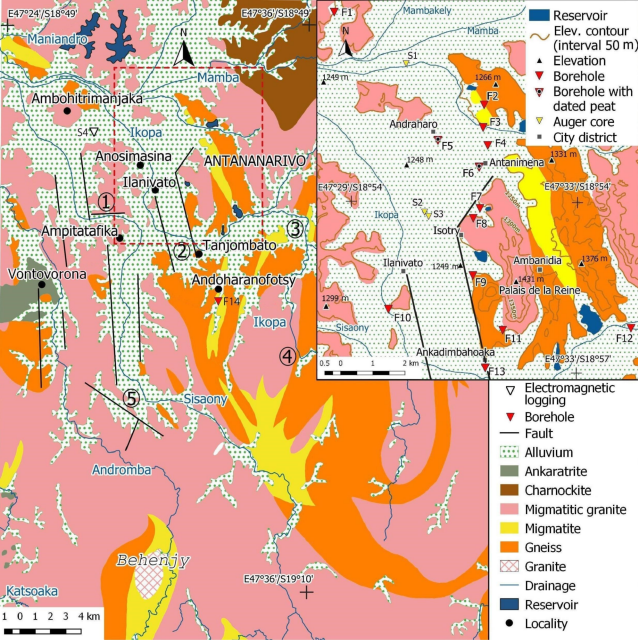 E47°24'/S18°49'
E47°36'/S18°49'
Maniandro
N
Mamba
Ambohitrimanjaka
S4
Ikopa
Anosimasina
ANTANANARIVO
Ilanivato
①
Ampitatafika
②
Tanjombato
③
Vontovorona
Andoharanofotsy
F14
Ikopa
④
⑤
Sisaony
Andromba
Behenjy
E47°36'/S19°10'
Katsoaka
1 0 1 2 3 4 km
F1
Mambakely
N
Mamba
S1
1249 m
1266 m
F2
F3
Andraharo
F5
F4
1248 m
F6
Antanimena
1331 m
E47°29'/S18°54'
E47°33'/S18°54'
1350m
F7
Ikopa
S2
S3
F8
1300m
Isotry
Ilanivato
1249 m
Ambanidia
1376 m
F9
1431 m
Palais de la Reine
1350m
1299 m
F10
Sisaony
F11
F12
Ankadimbahoaka
E47°33'/S18°57'
0.5 0 1 2 km
F13
Reservoir
Elev. contour
(interval 50 m)
Elevation
Borehole
Borehole with
dated peat
Auger core
City district
Electromagnetic
logging
Borehole
Fault
Alluvium
Ankaratrite
Charnockite
Migmatitic granite
Migmatite
Gneiss
Granite
Drainage
Reservoir
Locality